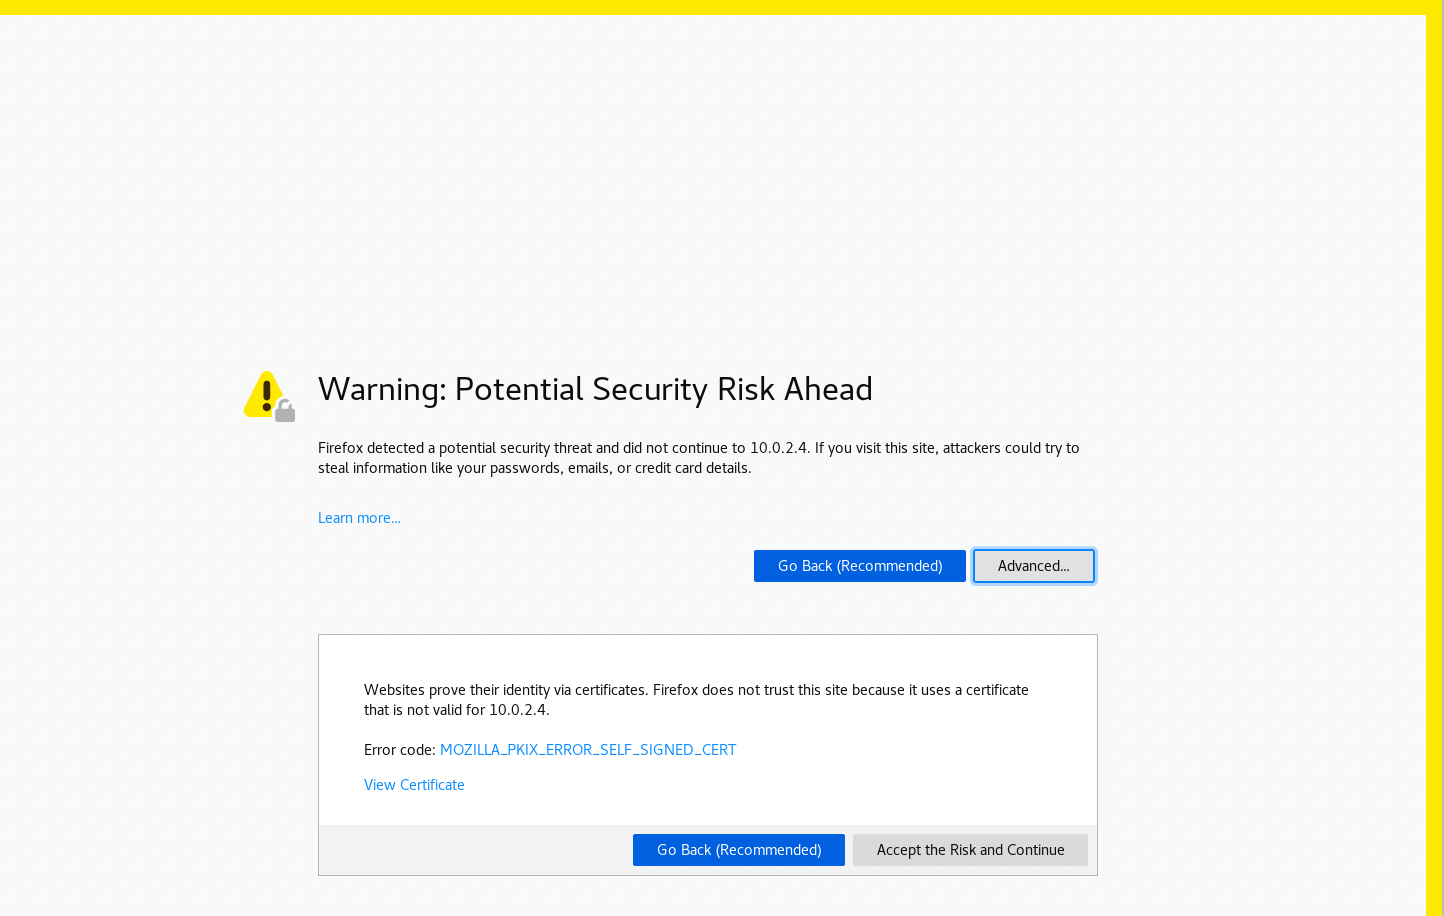 Warning: Potential Security Risk Ahead
Firefox detected a potential security threat and did not continue to 10.0.2.4. If you visit this site, attackers could try to
steal information like your passwords, emails, or credit card details.
Learn more…
Go Back (Recommended) Advanced…
Websites prove their identity via certificates. Firefox does not trust this site because it uses a certificate
that is not valid for 10.0.2.4.
Error code: MOZILLA_PKIX_ERROR_SELF_SIGNED_CERT
View Certificate
Go Back (Recommended) Accept the Risk and Continue